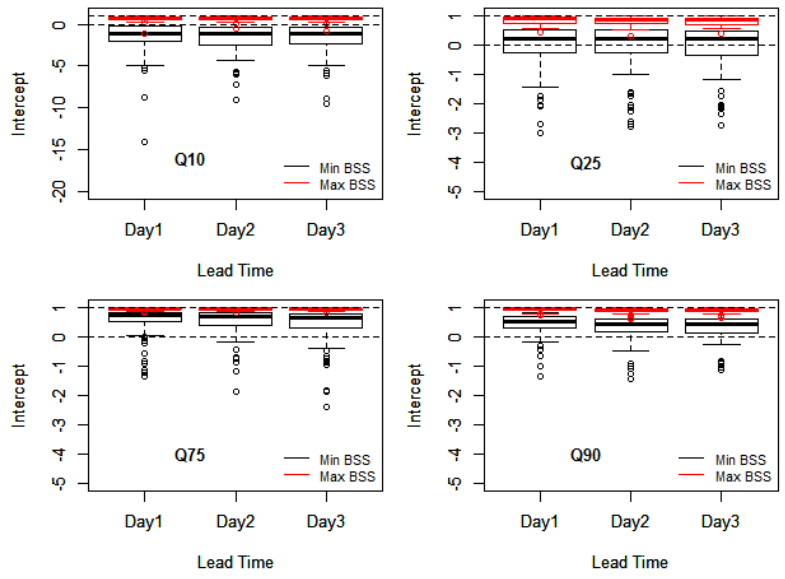 1
0
-5
-10
-15
-20
Intercept
Q10
Min BSS
Max BSS
Day1 Day2 Day3
Lead Time
1
0
-1
-2
-3
-4
-5
Intercept
Q25
Min BSS
Max BSS
Day1 Day2 Day3
Lead Time
1
0
-1
-2
-3
-4
-5
Intercept
Q75
Min BSS
Max BSS
Day1 Day2 Day3
Lead Time
1
0
-1
-2
-3
-4
-5
Intercept
Q90
Min BSS
Max BSS
Day1 Day2 Day3
Lead Time